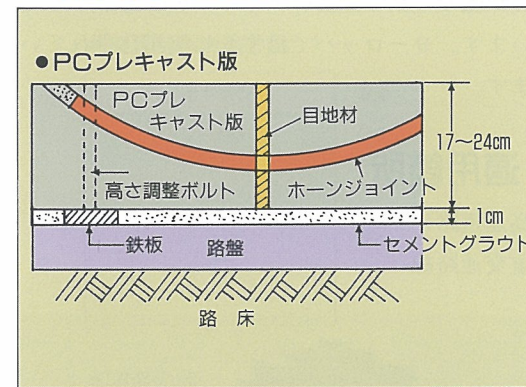 ●PCプレキャスト版
PCプレ
キャスト版
目地材
17〜24cm
高さ調整ボルト
ホーンジョイント
1cm
鉄板
路盤
セメントグラウト
路 床